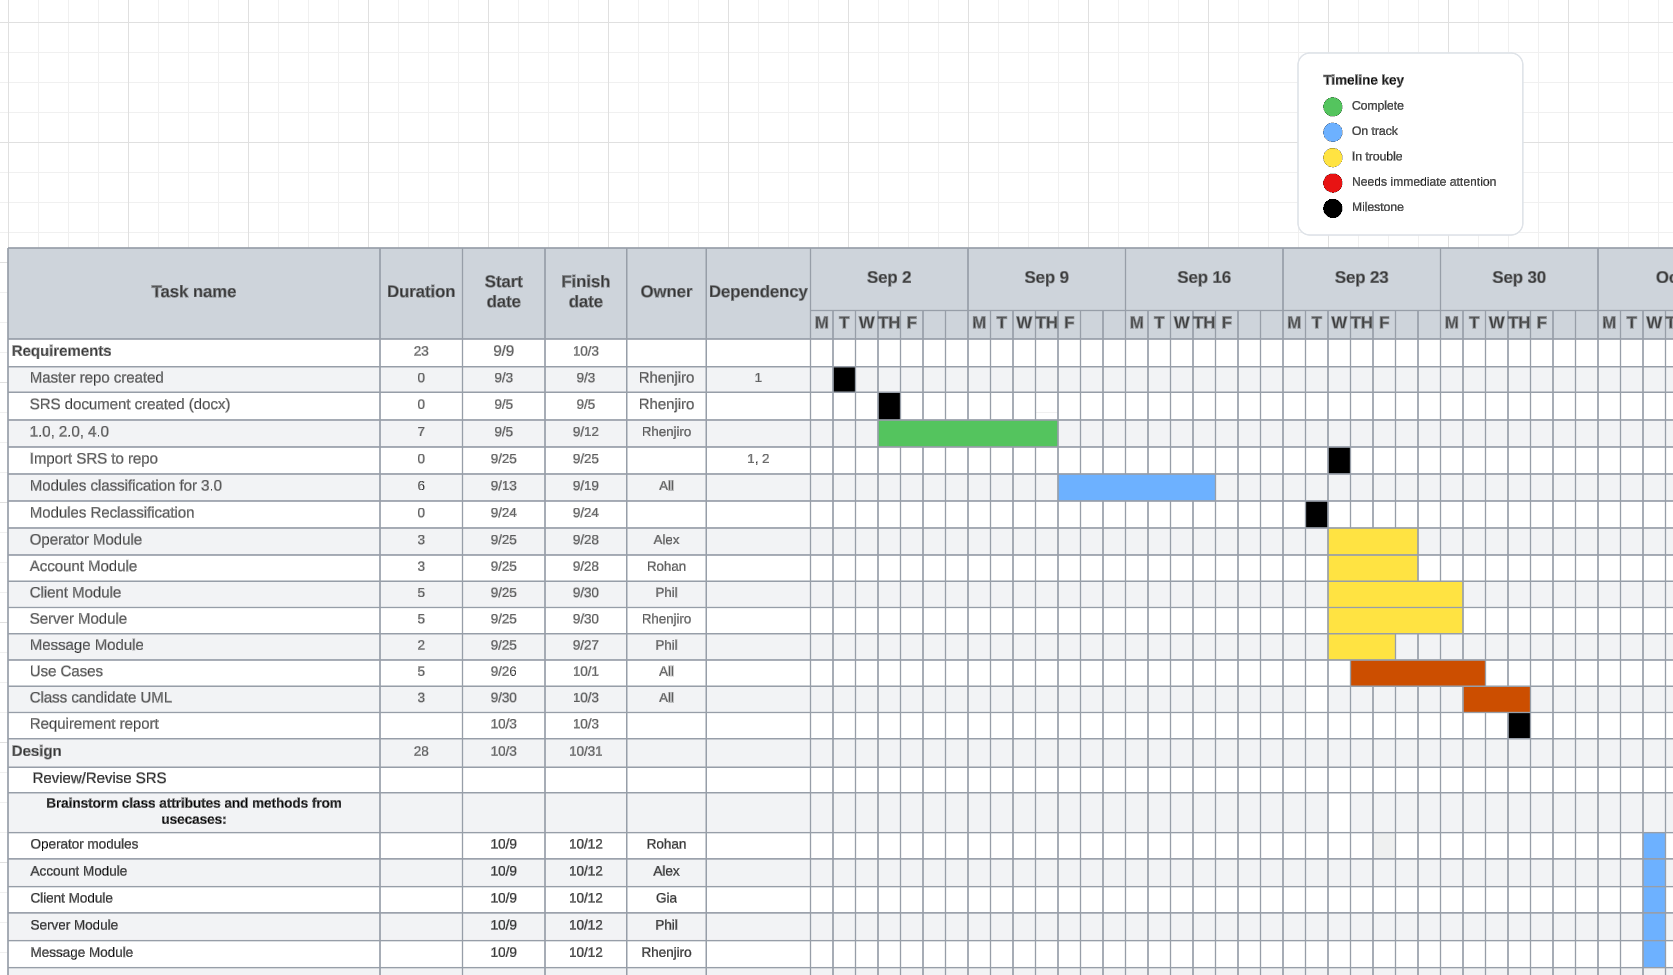 Timeline key
Complete
On track
In trouble
Needs immediate attention
Milestone
Task name Duration Start date Finish date Owner Dependency Sep 2 Sep 9 Sep 16 Sep 23 Sep 30
M T W TH F M T W TH F M T W TH F M T W TH F M T W TH F M T W
Requirements 23 9/9 10/3
Master repo created 0 9/3 9/3 Rhenjiro 1
SRS document created (docx) 0 9/5 9/5 Rhenjiro
1.0, 2.0, 4.0 7 9/5 9/12 Rhenjiro
Import SRS to repo 0 9/25 9/25 1, 2
Modules classification for 3.0 6 9/13 9/19 All
Modules Reclassification 0 9/24 9/24
Operator Module 3 9/25 9/28 Alex
Account Module 3 9/25 9/28 Rohan
Client Module 5 9/25 9/30 Phil
Server Module 5 9/25 9/30 Rhenjiro
Message Module 2 9/25 9/27 Phil
Use Cases 5 9/26 10/1 All
Class candidate UML 3 9/30 10/3 All
Requirement report 10/3 10/3
Design 28 10/3 10/31
Review/Revise SRS
Brainstorm class attributes and methods from
usecases:
Operator modules 10/9 10/12 Rohan
Account Module 10/9 10/12 Alex
Client Module 10/9 10/12 Gia
Server Module 10/9 10/12 Phil
Message Module 10/9 10/12 Rhenjiro